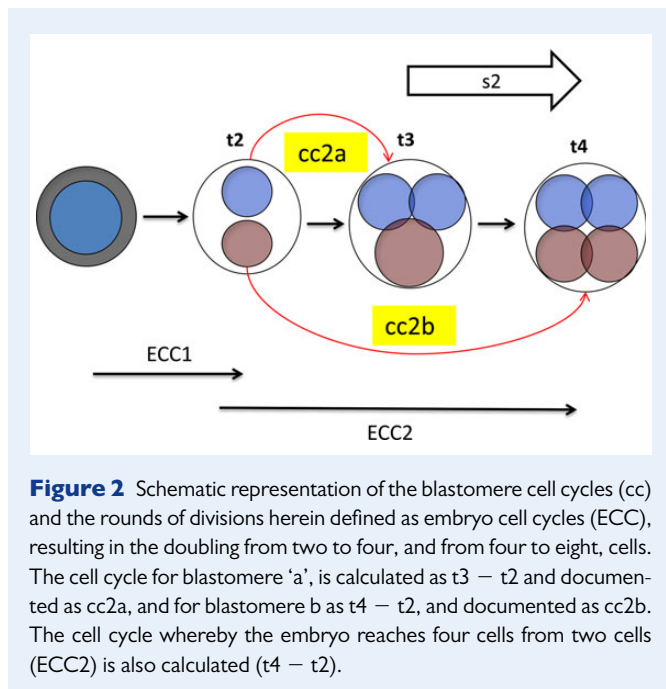 s2
t2
t3
t4
cc2a
cc2b
ECC1
ECC2
Figure 2 Schematic representation of the blastomere cell cycles (cc)
and the rounds of divisions herein defined as embryo cell cycles (ECC),
resulting in the doubling from two to four, and from four to eight, cells.
The cell cycle for blastomere ‘a’, is calculated as t3 − t2 and documen-
ted as cc2a, and for blastomere b as t4 − t2, and documented as cc2b.
The cell cycle whereby the embryo reaches four cells from two cells
(ECC2) is also calculated (t4 − t2).